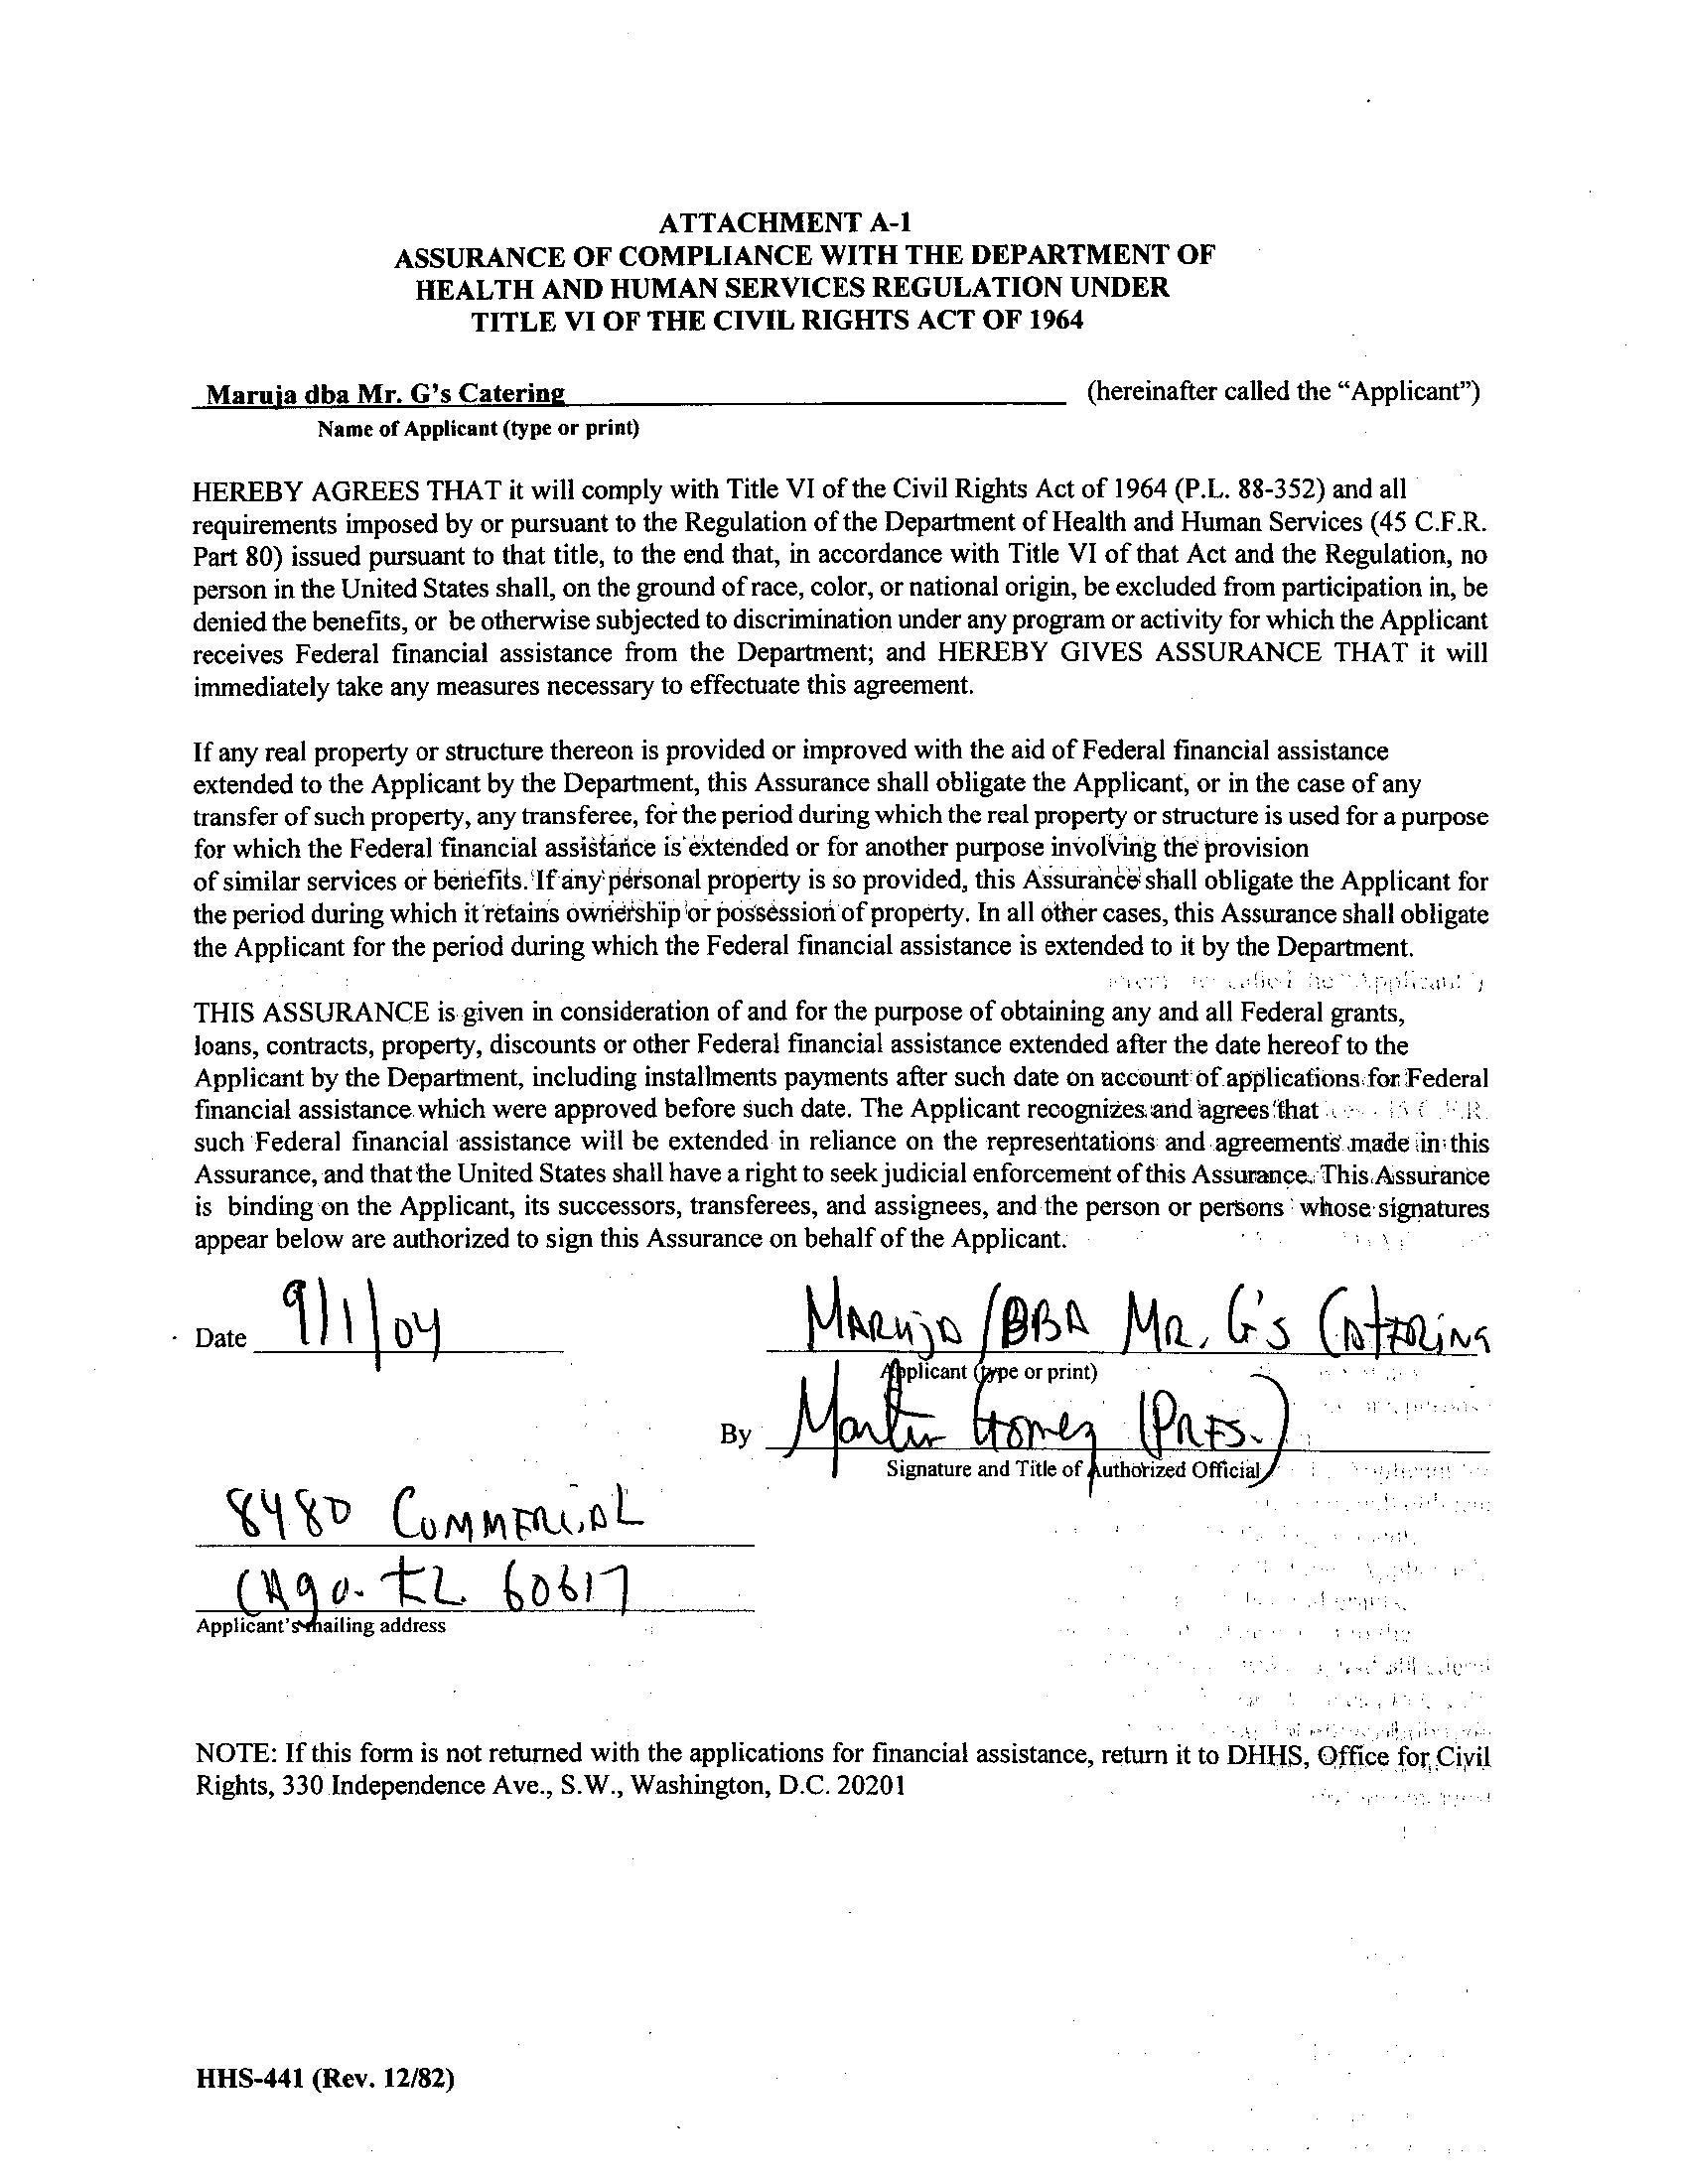 ATTACHMENT A-1
ASSURANCE OF COMPLIANCE WITH THE DEPARTMENT OF
HEALTH AND HUMAN SERVICES REGULATION UNDER
TITLE VI OF THE CIVIL RIGHTS ACT OF 1964
Maruja dba Mr. G's Catering (hereinafter called the “Applicant”)
Name of Applicant (type or print)
HEREBY AGREES THAT it will comply with Title VI of the Civil Rights Act of 1964 (P.L. 88-352) and all
requirements imposed by or pursuant to the Regulation of the Department of Health and Human Services (45 C.F.R.
Part 80) issued pursuant to that title, to the end that, in accordance with Title VI of that Act and the Regulation, no
person in the United States shall, on the ground of race, color, or national origin, be excluded from participation in, be
denied the benefits, or be otherwise subjected to discrimination under any program or activity for which the Applicant
receives Federal financial assistance from the Department; and HEREBY GIVES ASSURANCE THAT it will
immediately take any measures necessary to effectuate this agreement.
If any real property or structure thereon is provided or improved with the aid of Federal financial assistance
extended to the Applicant by the Department, this Assurance shall obligate the Applicant, or in the case of any
transfer of such property, any transferee, for the period during which the real property or structure is used for a purpose
for which the Federal financial assistance is extended or for another purpose involving the provision
of similar services or benefits. If any personal property is so provided, this Assurance shall obligate the Applicant for
the period during which it retains ownership or possession of property. In all other cases, this Assurance shall obligate
the Applicant for the period during which the Federal financial assistance is extended to it by the Department.
THIS ASSURANCE is given in consideration of and for the purpose of obtaining any and all Federal grants,
loans, contracts, property, discounts or other Federal financial assistance extended after the date hereof to the
Applicant by the Department, including installments payments after such date on account of applications for Federal
financial assistance which were approved before such date. The Applicant recognizes and agrees that
such Federal financial assistance will be extended in reliance on the representations and agreements made in this
Assurance, and that the United States shall have a right to seek judicial enforcement of this Assurance. This Assurance
is binding on the Applicant, its successors, transferees, and assignees, and the person or persons whose signatures
appear below are authorized to sign this Assurance on behalf of the Applicant.
Date 9/1/04 MARUJA /DBA MR. G's CATERING
Applicant (type or print)
By Martin Gomez (PRES.)
Signature and Title of Authorized Official
8480 COMMERCIAL
CHgo. IL. 60617
Applicant's mailing address
NOTE: If this form is not returned with the applications for financial assistance, return it to DHHS, Office for Civil
Rights, 330 Independence Ave., S.W., Washington, D.C. 20201
HHS-441 (Rev. 12/82)